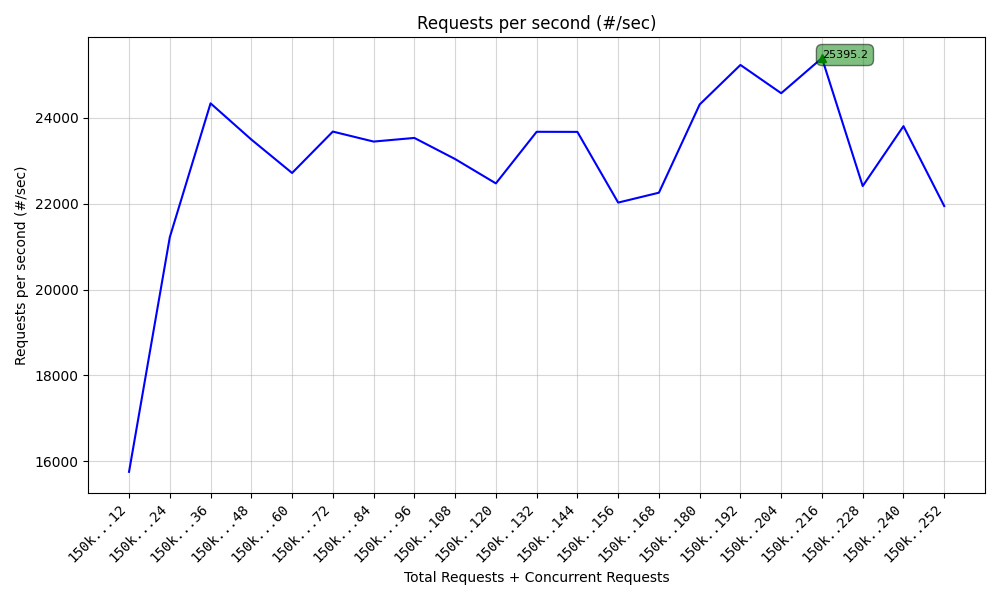 Requests per second (#/sec)
25395.2
24000
22000
20000
18000
16000
Requests per second (#/sec)
150k...12
150k...24
150k...36
150k...48
150k...60
150k...72
150k...84
150k...96
150k..108
150k..120
150k..132
150k..144
150k..156
150k..168
150k..180
150k..192
150k..204
150k..216
150k..228
150k..240
150k..252
Total Requests + Concurrent Requests